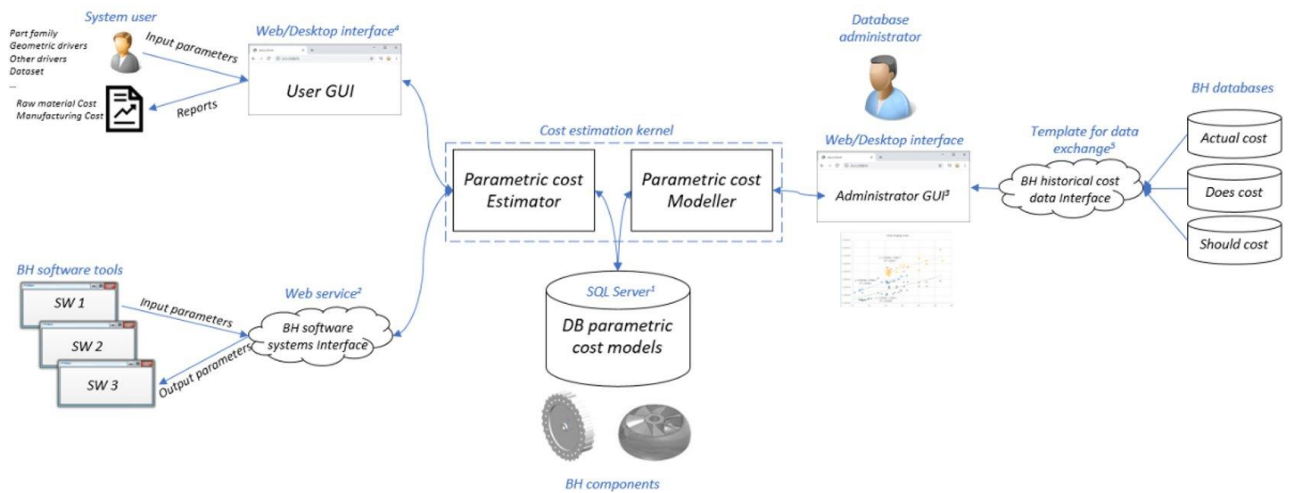 System user
Part family
Geometric drivers
Other drivers
Dataset
...
Input parameters
Raw material Cost
Manufacturing Cost
Reports
Web/Desktop interface⁴
User GUI
Cost estimation kernel
Parametric cost
Estimator
Parametric cost
Modeller
Database
administrator
Web/Desktop interface
Administrator GUI³
Template for data
exchange⁵
BH historical cost
data Interface
BH databases
Actual cost
Does cost
Should cost
BH software tools
SW 1
SW 2
SW 3
Input parameters
Output parameters
Web service²
BH software
systems Interface
SQL Server¹
DB parametric
cost models
BH components